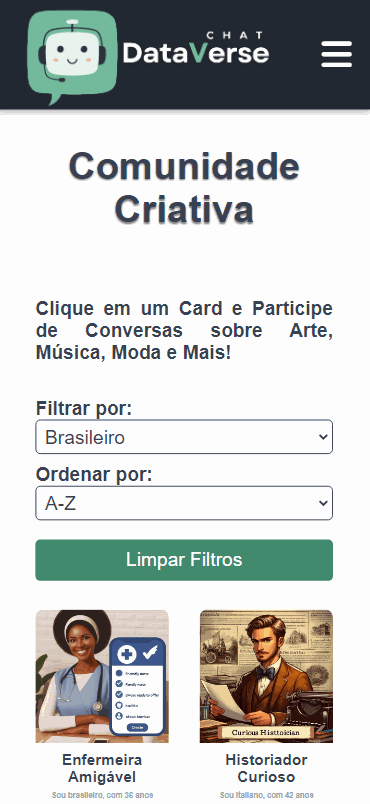 CHAT
DataVerse
Comunidade
Criativa
Clique em um Card e Participe
de Conversas sobre Arte,
Música, Moda e Mais!
Filtrar por:
Brasileiro
Ordenar por:
A-Z
Limpar Filtros
Curious Histtoician
Create
Enfermeira
Amigável
Historiador
Curioso
Sou brasileiro, com 36 anos
Sou italiano, com 42 anos